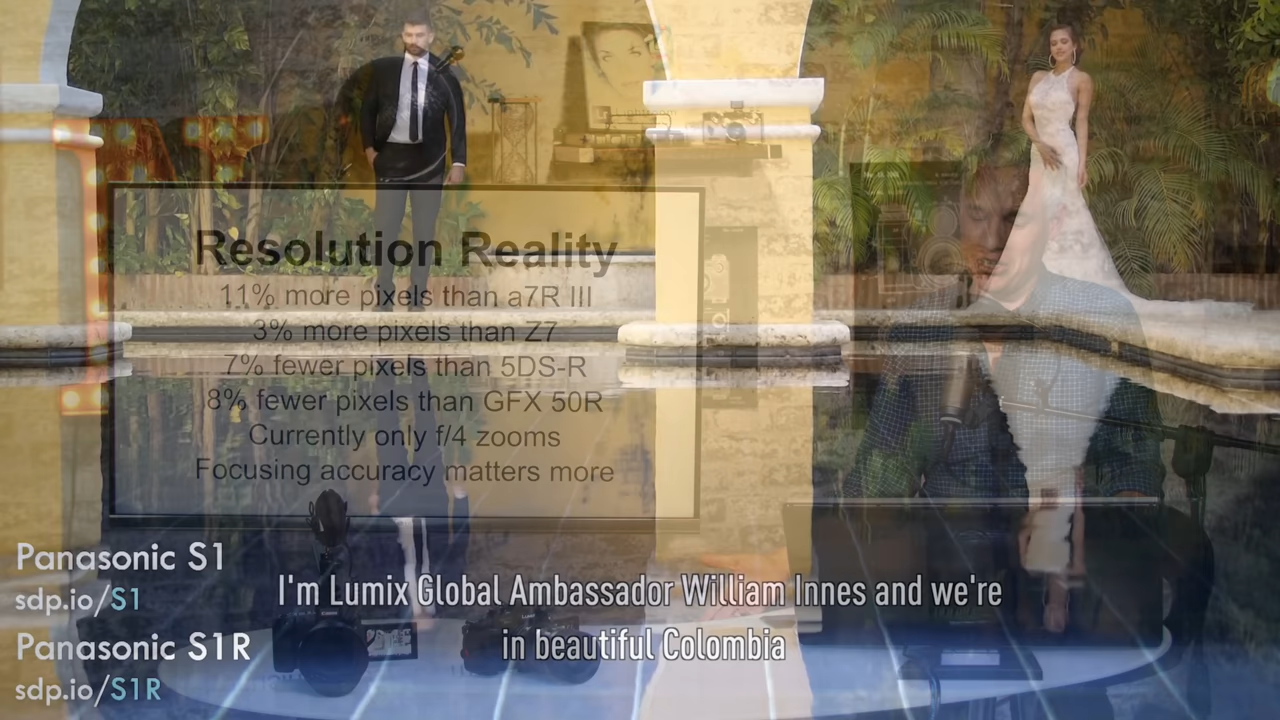 Resolution Reality
11% more pixels than a7R III
3% more pixels than Z7
7% fewer pixels than 5DS-R
8% fewer pixels than GFX 50R
Currently only f/4 zooms
Focusing accuracy matters more
Panasonic S1
sdp.io/S1
Panasonic S1R
sdp.io/S1R
I'm Lumix Global Ambassador William Innes and we're
in beautiful Colombia